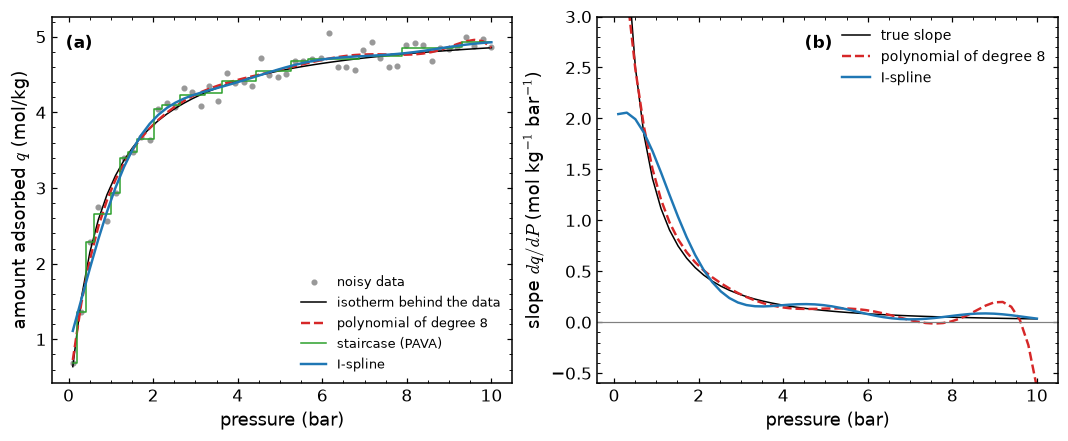 (a)
5
4
3
2
1
0
2
4
6
8
10
amount adsorbed q (mol/kg)
pressure (bar)
noisy data
isotherm behind the data
polynomial of degree 8
staircase (PAVA)
I-spline
(b)
3.0
2.5
2.0
1.5
1.0
0.5
0.0
−0.5
0
2
4
6
8
10
slope dq/dP (mol kg⁻¹ bar⁻¹)
pressure (bar)
true slope
polynomial of degree 8
I-spline